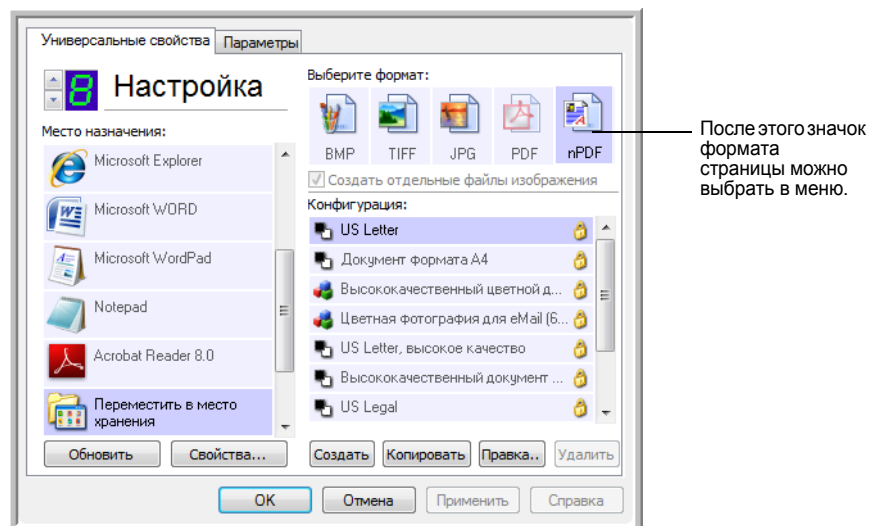 Универсальные свойства
Параметры
8 Настройка
Место назначения:
Microsoft Explorer
Microsoft WORD
Microsoft WordPad
Notepad
Acrobat Reader 8.0
Переместить в место
хранения
Обновить
Свойства...
Выберите формат:
BMP
TIFF
JPG
PDF
nPDF
Создать отдельные файлы изображения
Конфигурация:
US Letter
Документ формата A4
Высококачественный цветной д...
Цветная фотография для eMail (6...
US Letter, высокое качество
Высококачественный документ ...
US Legal
Создать
Копировать
Правка..
Удалить
OK
Отмена
Применить
Справка
После этого значок
формата
страницы можно
выбрать в меню.